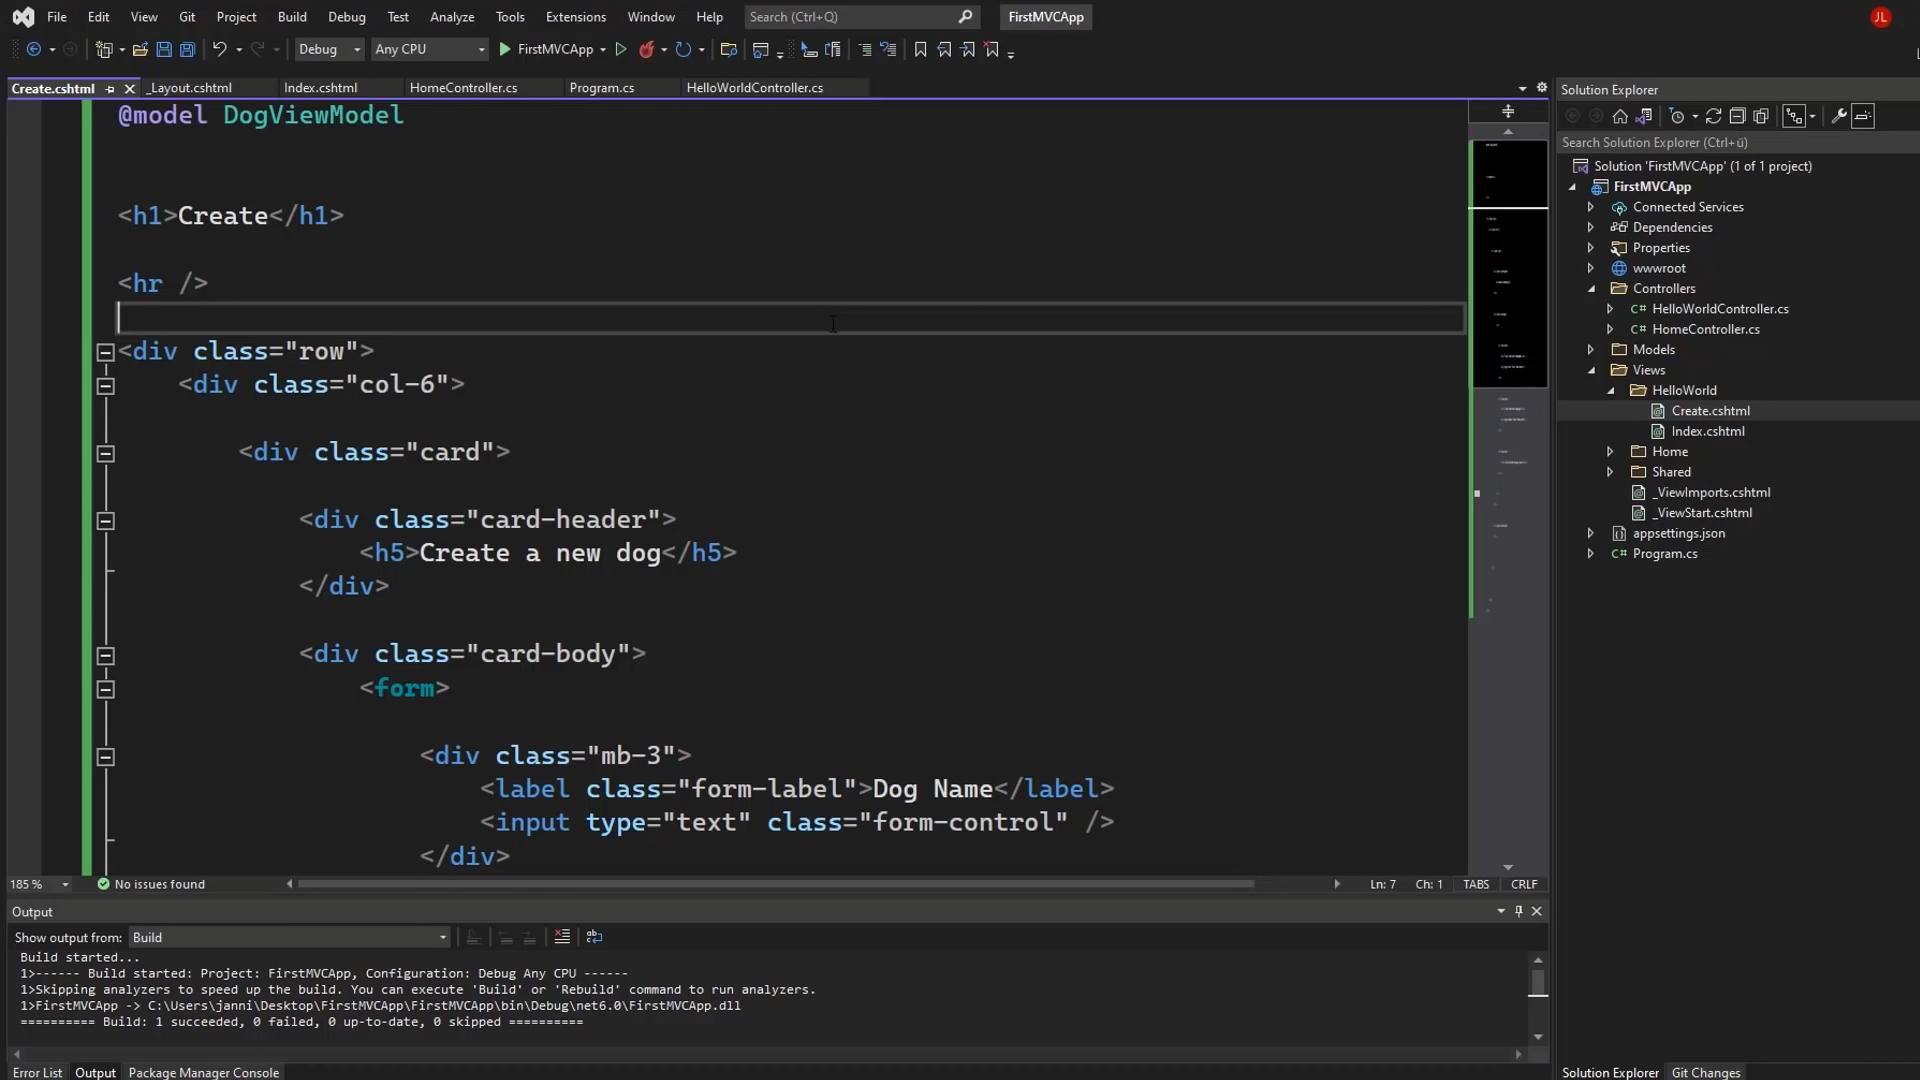 File Edit View Git Project Build Debug Test Analyze Tools Extensions Window Help Search (Ctrl+Q) FirstMVCApp JL
Debug Any CPU FirstMVCApp
Create.cshtml _Layout.cshtml Index.cshtml HomeController.cs Program.cs HelloWorldController.cs
@model DogViewModel
<h1>Create</h1>
<hr />
<div class="row">
<div class="col-6">
<div class="card">
<div class="card-header">
<h5>Create a new dog</h5>
</div>
<div class="card-body">
<form>
<div class="mb-3">
<label class="form-label">Dog Name</label>
<input type="text" class="form-control" />
</div>
185 % No issues found Ln: 7 Ch: 1 TABS CRLF
Output
Show output from: Build
Build started...
1>------ Build started: Project: FirstMVCApp, Configuration: Debug Any CPU ------
1>Skipping analyzers to speed up the build. You can execute 'Build' or 'Rebuild' command to run analyzers.
1>FirstMVCApp -> C:\Users\janni\Desktop\FirstMVCApp\FirstMVCApp\bin\Debug\net6.0\FirstMVCApp.dll
========== Build: 1 succeeded, 0 failed, 0 up-to-date, 0 skipped ==========
Error List Output Package Manager Console
Solution Explorer
Search Solution Explorer (Ctrl+ü)
Solution 'FirstMVCApp' (1 of 1 project)
FirstMVCApp
Connected Services
Dependencies
Properties
wwwroot
Controllers
C# HelloWorldController.cs
C# HomeController.cs
Models
Views
HelloWorld
Create.cshtml
Index.cshtml
Home
Shared
_ViewImports.cshtml
_ViewStart.cshtml
appsettings.json
C# Program.cs
Solution Explorer Git Changes